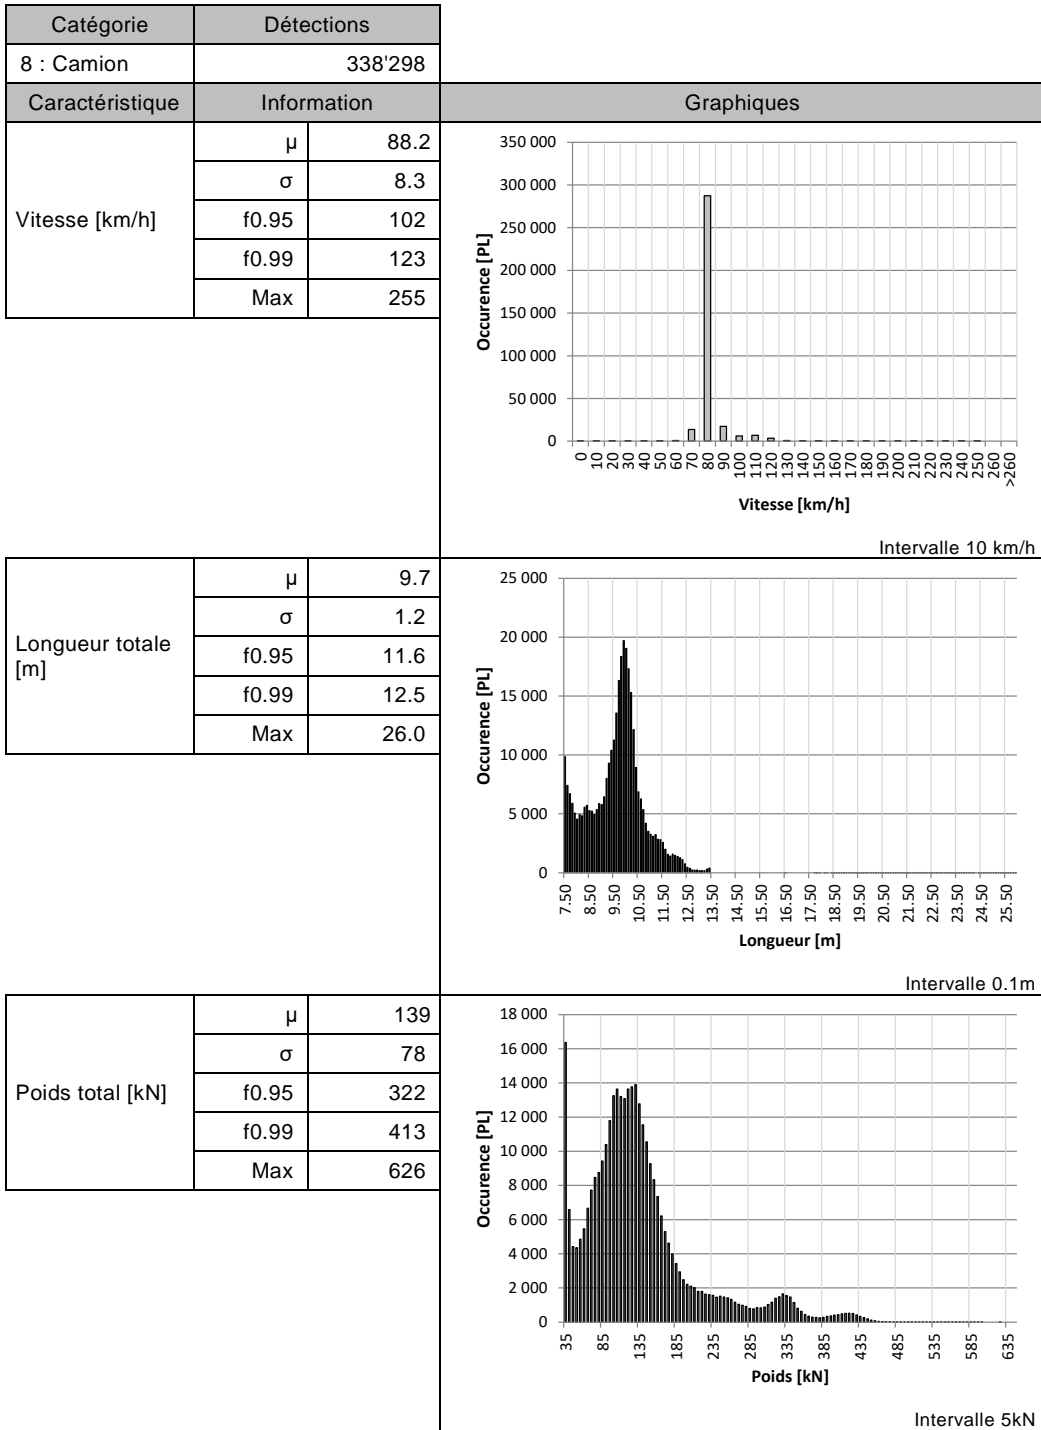 Catégorie Détections
8 : Camion 338'298
Caractéristique Information Graphiques
Vitesse [km/h]
µ 88.2
σ 8.3
f0.95 102
f0.99 123
Max 255
350 000
300 000
250 000
200 000
150 000
100 000
50 000
0
Occurence [PL]
0 10 20 30 40 50 60 70 80 90 100 110 120 130 140 150 160 170 180 190 200 210 220 230 240 250 260 >260
Vitesse [km/h]
Intervalle 10 km/h
Longueur totale
[m]
µ 9.7
σ 1.2
f0.95 11.6
f0.99 12.5
Max 26.0
25 000
20 000
15 000
10 000
5 000
0
Occurence [PL]
7.50 8.50 9.50 10.50 11.50 12.50 13.50 14.50 15.50 16.50 17.50 18.50 19.50 20.50 21.50 22.50 23.50 24.50 25.50
Longueur [m]
Intervalle 0.1m
Poids total [kN]
µ 139
σ 78
f0.95 322
f0.99 413
Max 626
18 000
16 000
14 000
12 000
10 000
8 000
6 000
4 000
2 000
0
Occurence [PL]
35 85 135 185 235 285 335 385 435 485 535 585 635
Poids [kN]
Intervalle 5kN